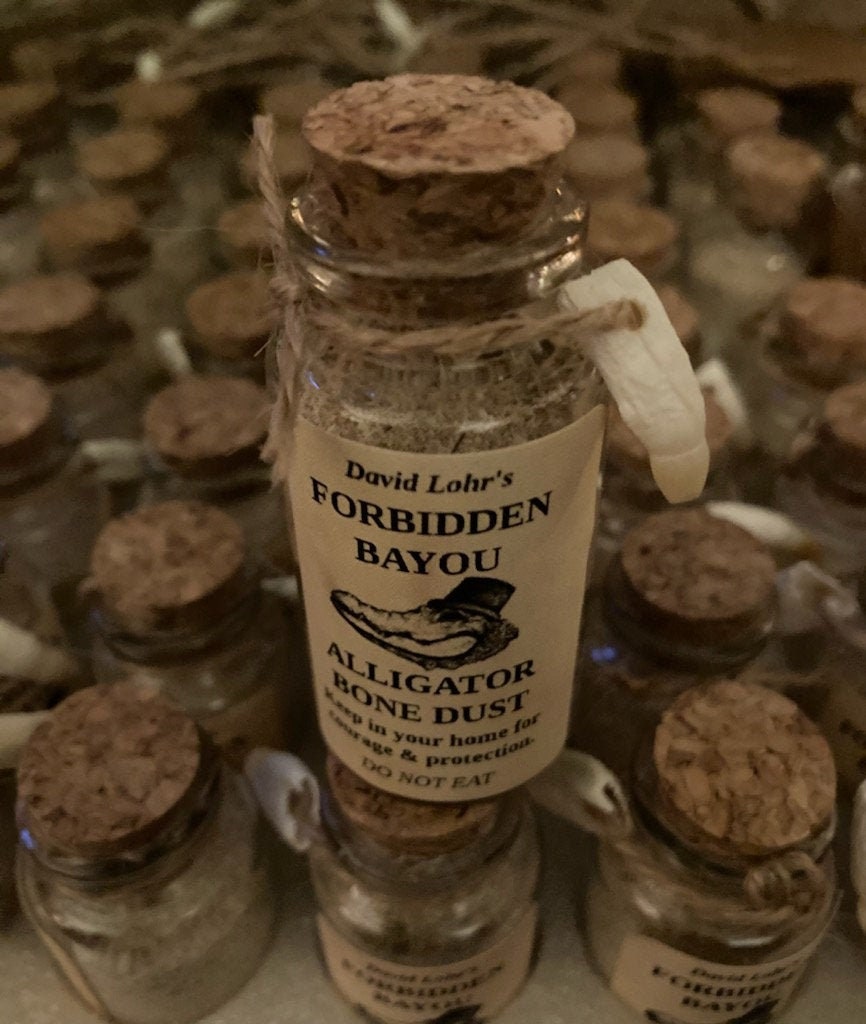 David Lohr's
FORBIDDEN
BAYOU
ALLIGATOR
BONE DUST
Keep in your home for
courage & protection.
DO NOT EAT
David Lohr's
FORBIDDEN
BAYOU
David Lohr's
FORBIDDEN
BAYOU